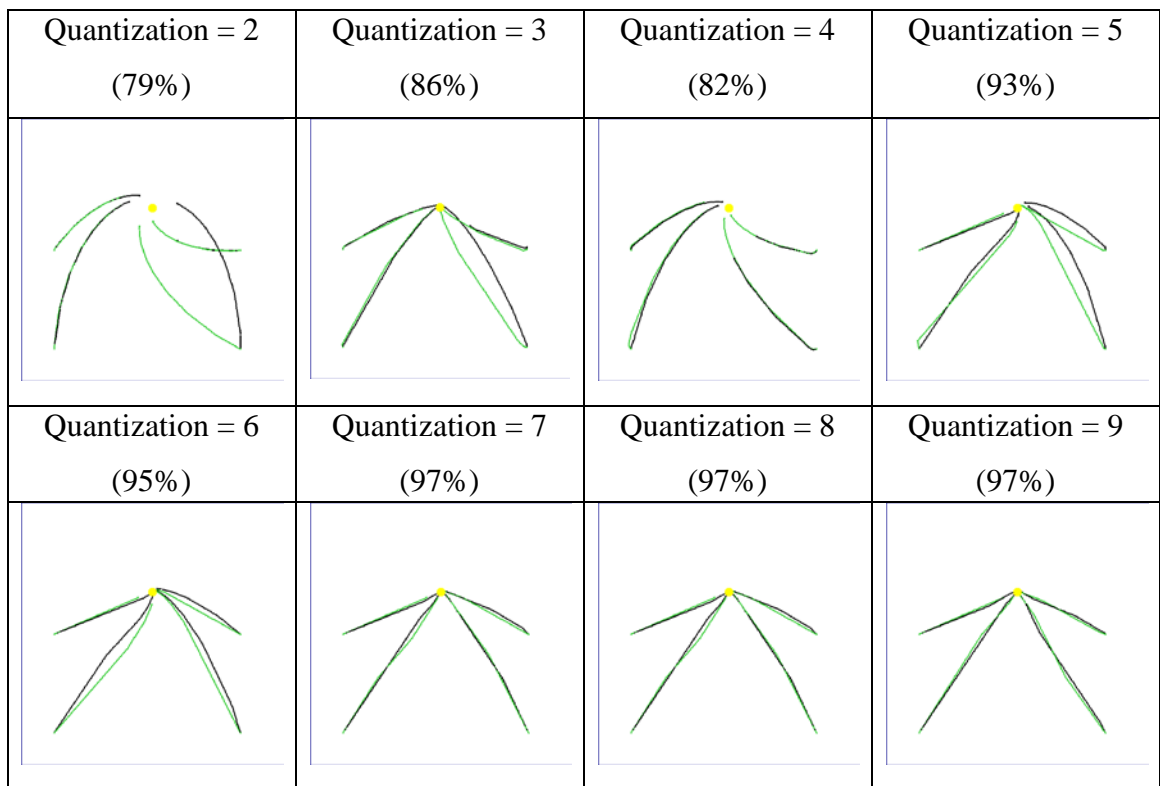 Quantization = 2
(79%)
Quantization = 3
(86%)
Quantization = 4
(82%)
Quantization = 5
(93%)
Quantization = 6
(95%)
Quantization = 7
(97%)
Quantization = 8
(97%)
Quantization = 9
(97%)